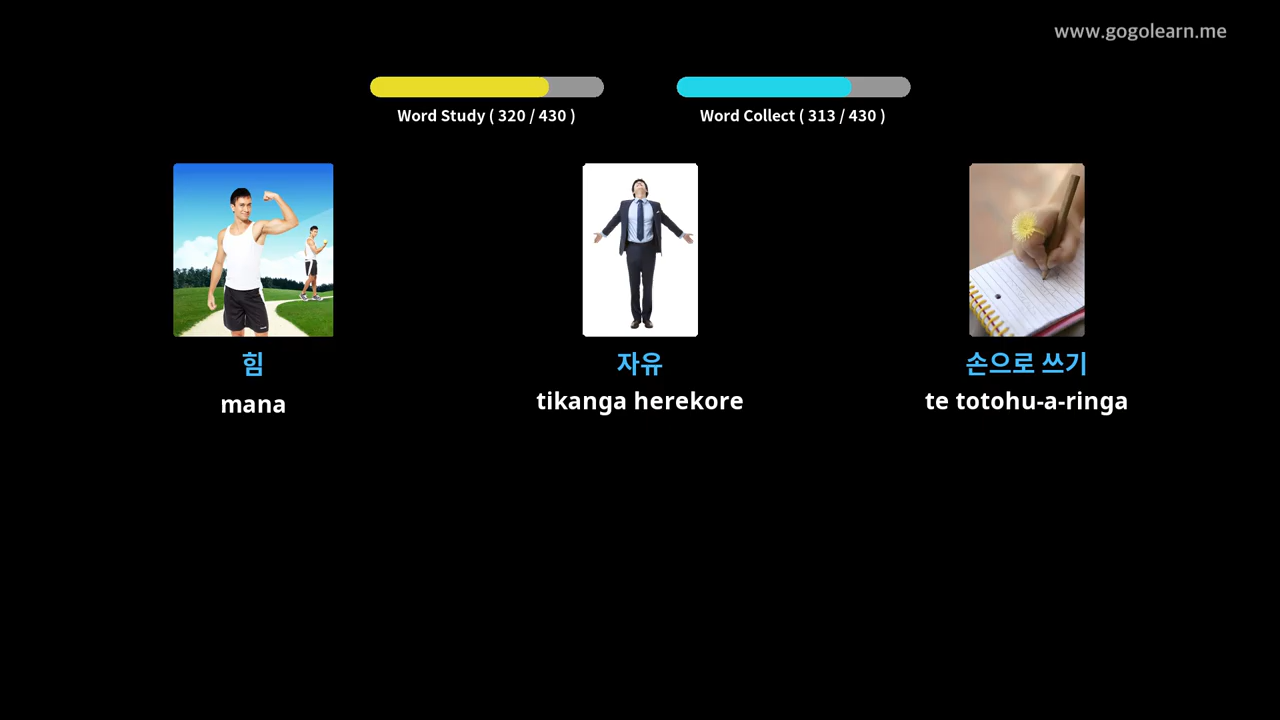 www.gogolearn.me
Word Study ( 320 / 430 )
Word Collect ( 313 / 430 )
힘
자유
손으로 쓰기
mana
tikanga herekore
te totohu-a-ringa